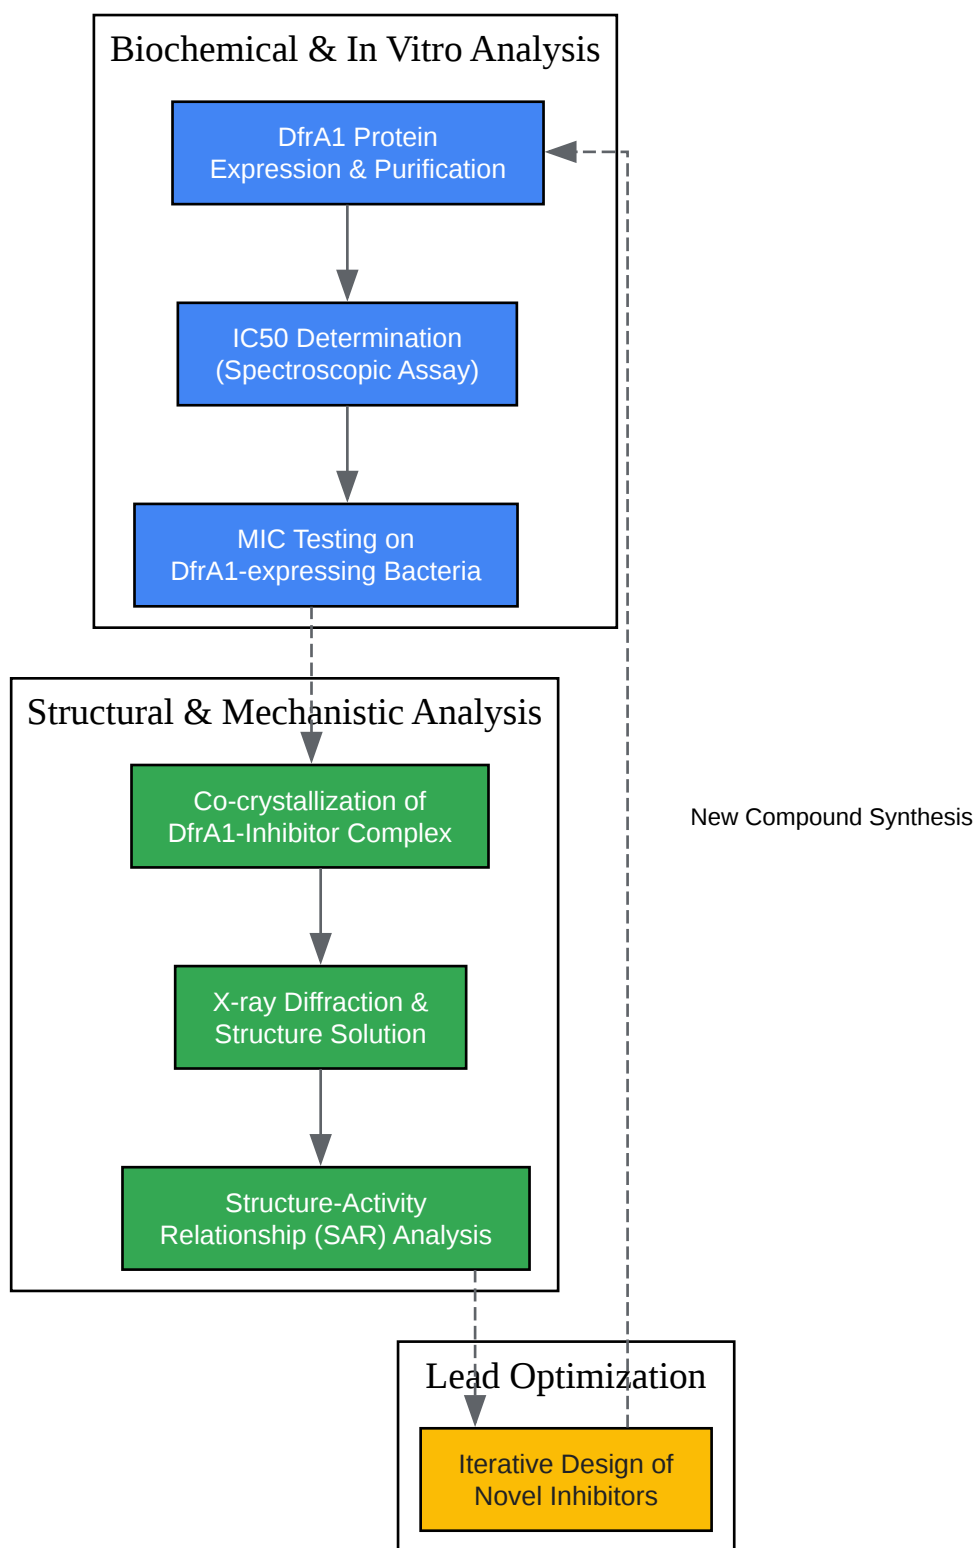 Biochemical & In Vitro Analysis
DfrA1 Protein
Expression & Purification
IC50 Determination
(Spectroscopic Assay)
MIC Testing on
DfrA1-expressing Bacteria
Structural & Mechanistic Analysis
Co-crystallization of
DfrA1-Inhibitor Complex
New Compound Synthesis
X-ray Diffraction &
Structure Solution
Structure-Activity
Relationship (SAR) Analysis
Lead Optimization
Iterative Design of
Novel Inhibitors